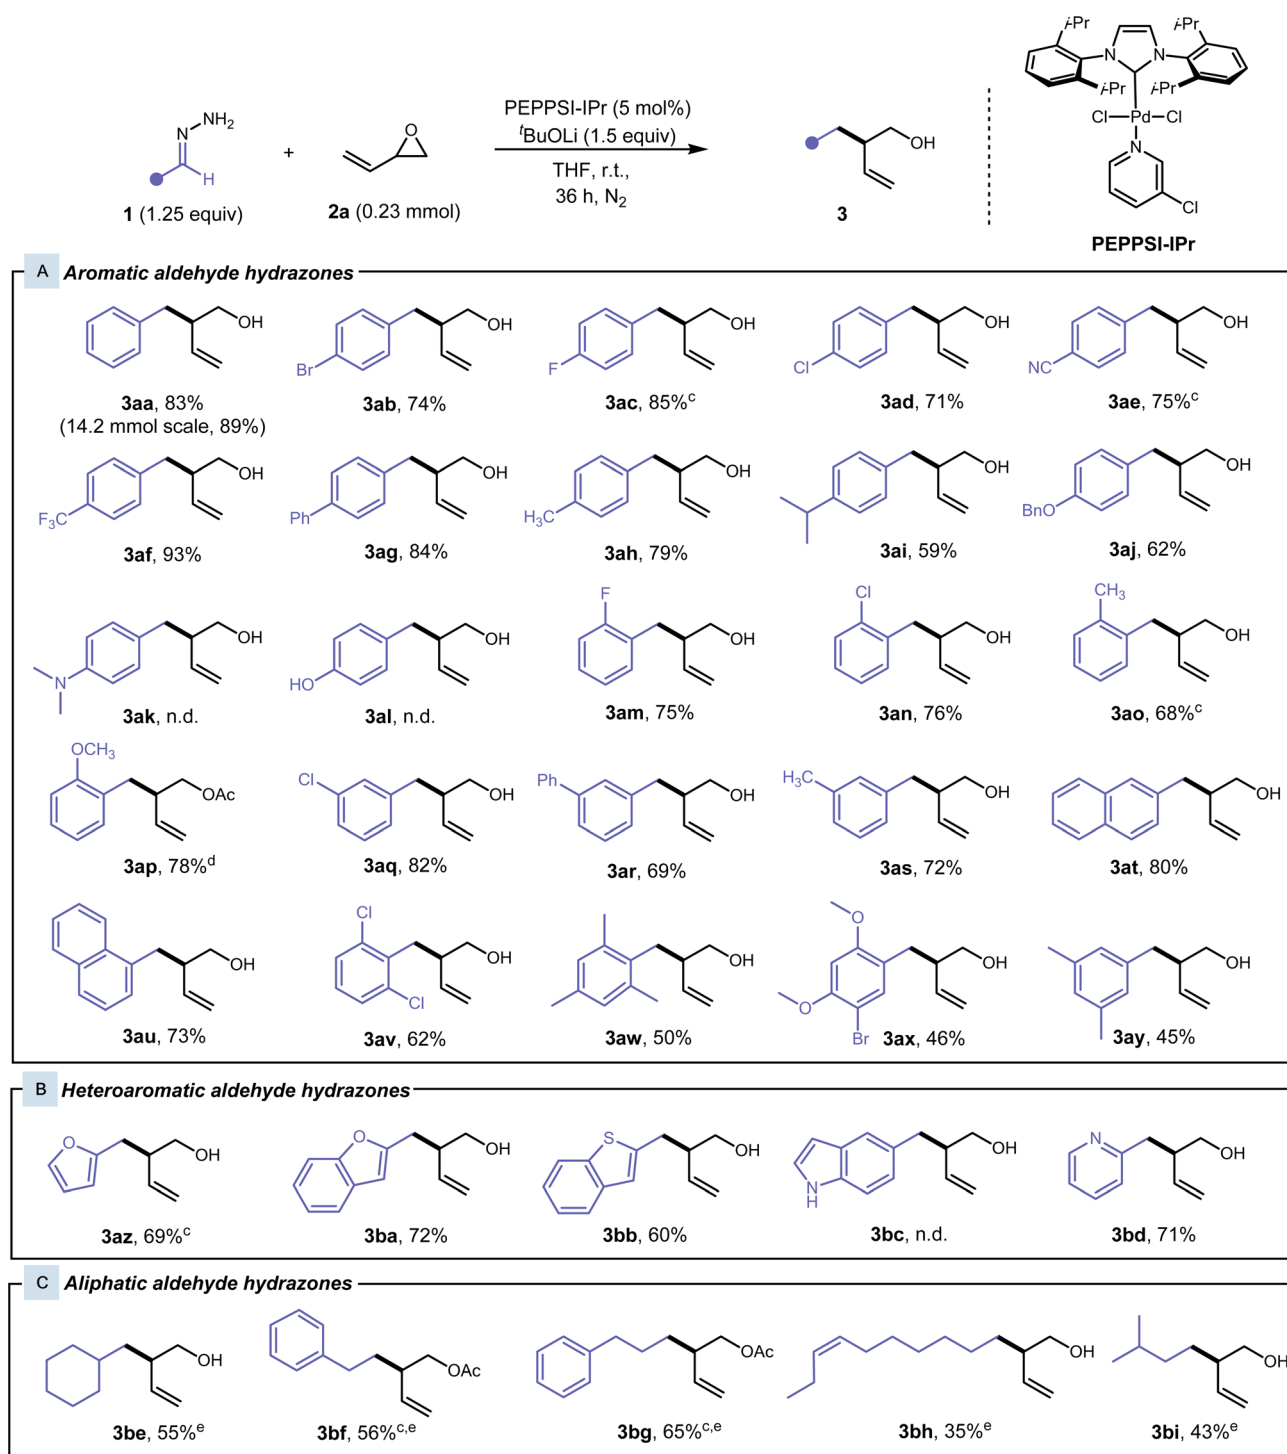 i-Pr i-Pr
N N
i-Pr i-Pr
Cl Pd Cl
N
Cl
PEPPSI-IPr
N NH₂
H
1 (1.25 equiv)
+
O
2a (0.23 mmol)
PEPPSI-IPr (5 mol%)
ᵗBuOLi (1.5 equiv)
THF, r.t.,
36 h, N₂
OH
3
A Aromatic aldehyde hydrazones
OH Br OH F OH Cl OH NC OH
3aa, 83% 3ab, 74% 3ac, 85%ᶜ 3ad, 71% 3ae, 75%ᶜ
(14.2 mmol scale, 89%)
F₃C OH Ph OH H₃C OH OH BnO OH
3af, 93% 3ag, 84% 3ah, 79% 3ai, 59% 3aj, 62%
N OH HO OH F OH Cl OH CH₃ OH
3ak, n.d. 3al, n.d. 3am, 75% 3an, 76% 3ao, 68%ᶜ
OCH₃ OAc Cl OH Ph OH H₃C OH OH
3ap, 78%ᵈ 3aq, 82% 3ar, 69% 3as, 72% 3at, 80%
OH Cl Cl OH OH O O Br OH OH
3au, 73% 3av, 62% 3aw, 50% 3ax, 46% 3ay, 45%
B Heteroaromatic aldehyde hydrazones
O OH O OH S OH N H OH N OH
3az, 69%ᶜ 3ba, 72% 3bb, 60% 3bc, n.d. 3bd, 71%
C Aliphatic aldehyde hydrazones
OH OAc OAc OH OH
3be, 55%ᵉ 3bf, 56%ᶜ,ᵉ 3bg, 65%ᶜ,ᵉ 3bh, 35%ᵉ 3bi, 43%ᵉ